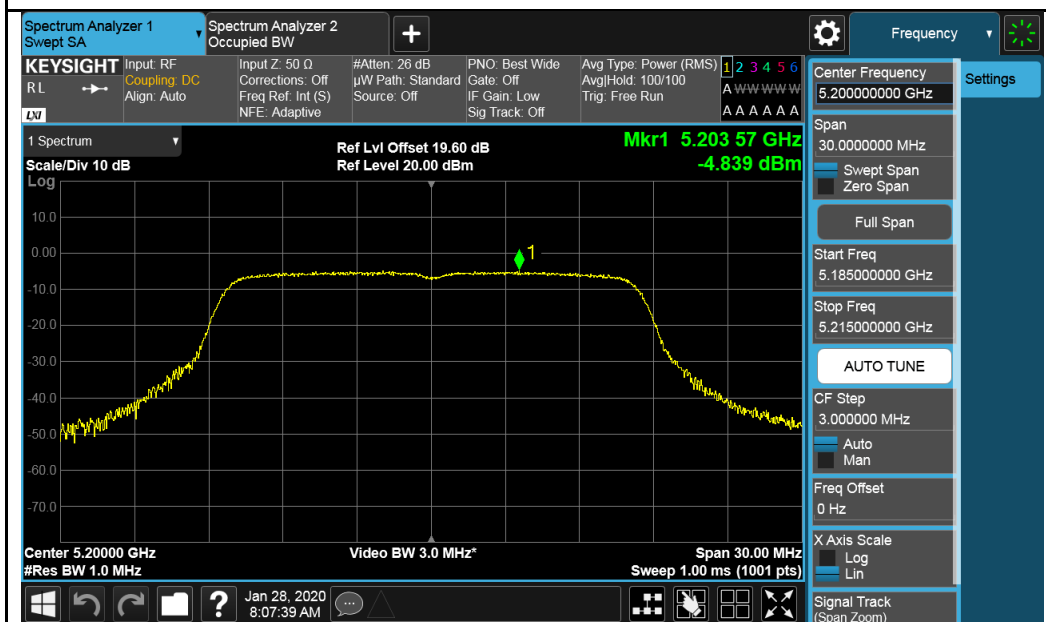 Spectrum Analyzer 1
Swept SA
Spectrum Analyzer 2
Occupied BW
Frequency
KEYSIGHT
RL
LXI
Input: RF
Coupling: DC
Align: Auto
Input Z: 50 Ω
Corrections: Off
Freq Ref: Int (S)
NFE: Adaptive
#Atten: 26 dB
µW Path: Standard
Source: Off
PNO: Best Wide
Gate: Off
IF Gain: Low
Sig Track: Off
Avg Type: Power (RMS)
Avg|Hold: 100/100
Trig: Free Run
1 2 3 4 5 6
A W W W W W
A A A A A A
1 Spectrum
Scale/Div 10 dB
Log
Ref Lvl Offset 19.60 dB
Ref Level 20.00 dBm
Mkr1 5.203 57 GHz
-4.839 dBm
1
10.0
0.00
-10.0
-20.0
-30.0
-40.0
-50.0
-60.0
-70.0
Center 5.20000 GHz
#Res BW 1.0 MHz
Video BW 3.0 MHz*
Span 30.00 MHz
Sweep 1.00 ms (1001 pts)
?
Jan 28, 2020
8:07:39 AM
Center Frequency
5.200000000 GHz
Span
30.0000000 MHz
Swept Span
Zero Span
Full Span
Start Freq
5.185000000 GHz
Stop Freq
5.215000000 GHz
AUTO TUNE
CF Step
3.000000 MHz
Auto
Man
Freq Offset
0 Hz
X Axis Scale
Log
Lin
Signal Track
(Span Zoom)
Settings